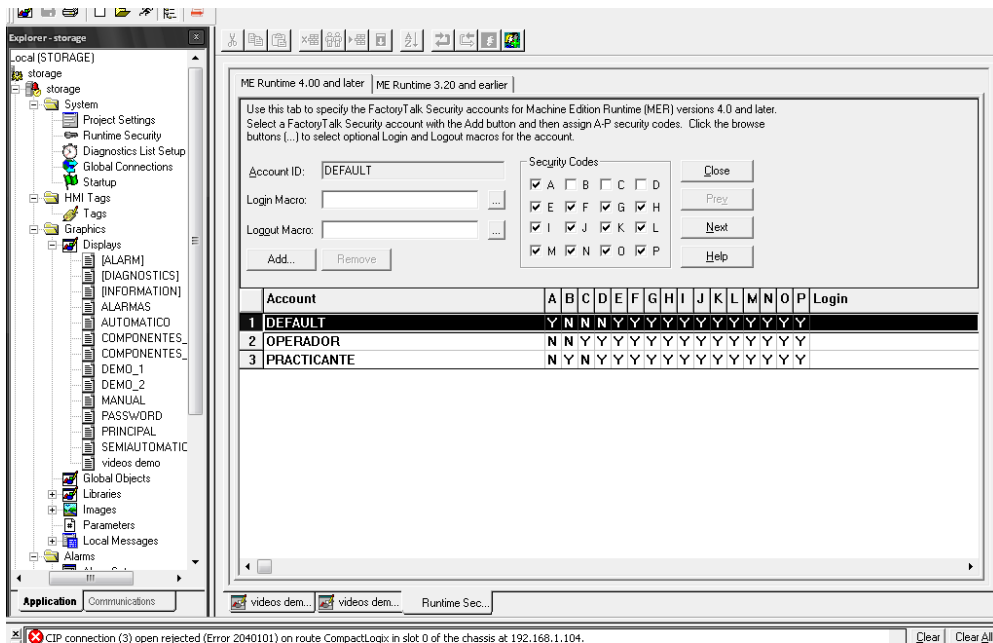 Explorer - storage
Local (STORAGE)
storage
storage
System
Project Settings
Runtime Security
Diagnostics List Setup
Global Connections
Startup
HMI Tags
Tags
Graphics
Displays
[ALARM]
[DIAGNOSTICS]
[INFORMATION]
ALARMAS
AUTOMATICO
COMPONENTES_
COMPONENTES_
DEMO_1
DEMO_2
MANUAL
PASSWORD
PRINCIPAL
SEMIAUTOMATIC
videos demo
Global Objects
Libraries
Images
Parameters
Local Messages
Alarms
Application
Communications
ME Runtime 4.00 and later
ME Runtime 3.20 and earlier
Use this tab to specify the FactoryTalk Security accounts for Machine Edition Runtime (MER) versions 4.0 and later.
Select a FactoryTalk Security account with the Add button and then assign A-P security codes. Click the browse
buttons (...) to select optional Login and Logout macros for the account.
Account ID: DEFAULT
Login Macro: ...
Logout Macro: ...
Add... Remove
Security Codes
A B C D
E F G H
I J K L
M N O P
Close
Prev
Next
Help
Account A B C D E F G H I J K L M N O P Login
1 DEFAULT Y N N N Y Y Y Y Y Y Y Y Y Y Y Y
2 OPERADOR N N Y Y Y Y Y Y Y Y Y Y Y Y Y Y
3 PRACTICANTE N Y N Y Y Y Y Y Y Y Y Y Y Y Y Y
videos dem... videos dem... Runtime Sec...
CIP connection (3) open rejected (Error 2040101) on route CompactLogix in slot 0 of the chassis at 192.168.1.104.
Clear Clear All